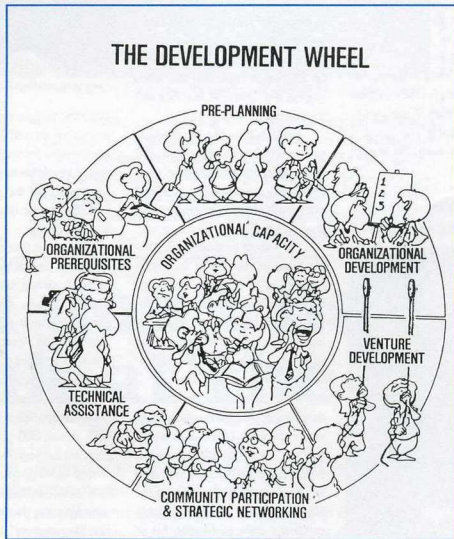 THE DEVELOPMENT WHEEL
PRE-PLANNING
ORGANIZATIONAL
PREREQUISITES
ORGANIZATIONAL CAPACITY
1
2
3
ORGANIZATIONAL
DEVELOPMENT
VENTURE
DEVELOPMENT
TECHNICAL
ASSISTANCE
COMMUNITY PARTICIPATION
& STRATEGIC NETWORKING